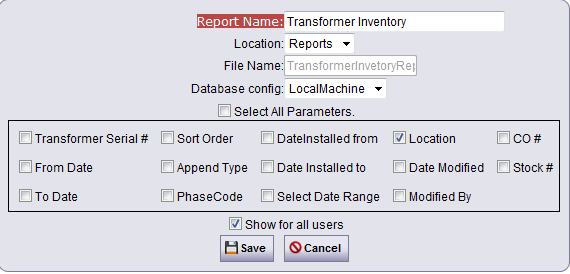 Report Name: Transformer Inventory
Location: Reports
File Name: TransformerInvetoryRep
Database config: LocalMachine
Select All Parameters.
Transformer Serial # Sort Order DateInstalled from Location CO #
From Date Append Type Date Installed to Date Modified Stock #
To Date PhaseCode Select Date Range Modified By
Show for all users
Save Cancel